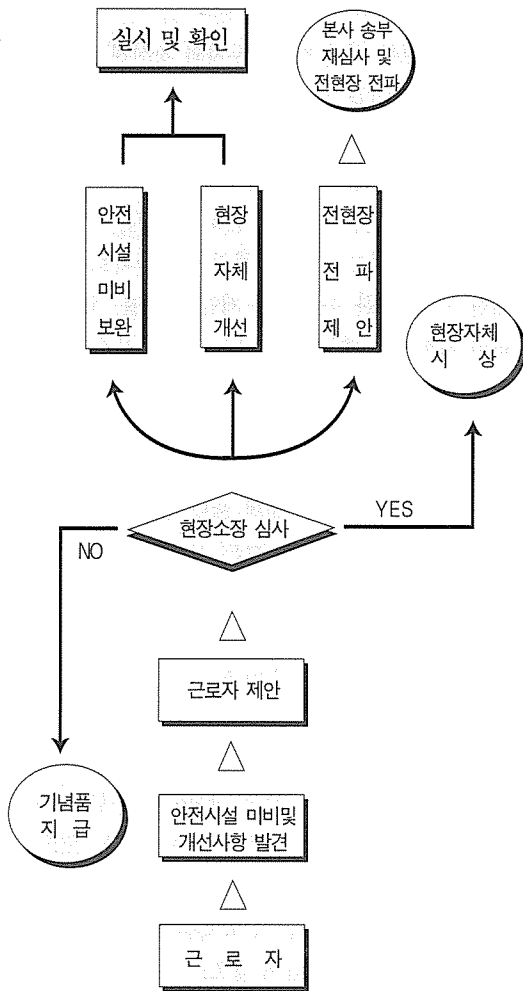 실시 및 확인
본사 송부
재심사 및
전현장 전파
안전
시설
미비
보완
현장
자체
개선
전현장
전 파
제 안
현장자체
시 상
현장소장 심사
YES
NO
근로자 제안
기념품
지 급
안전시설 미비및
개선사항 발견
근 로 자